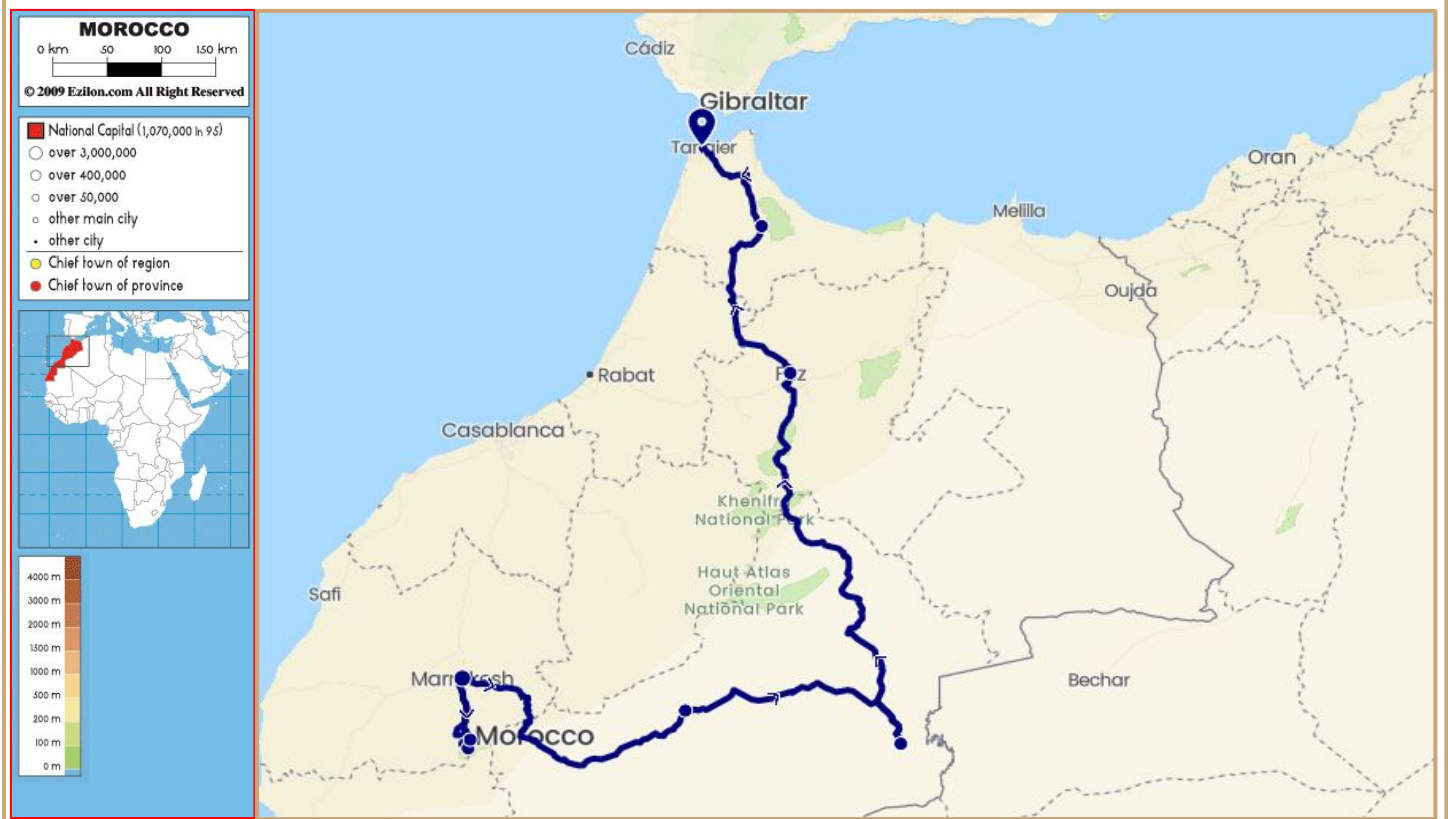 MOROCCO
0 km 50 100 150 km
© 2009 Ezilon.com All Right Reserved
National Capital (1,070,000 in 95)
over 3,000,000
over 400,000
over 50,000
other main city
other city
Chief town of region
Chief town of province
4000 m
3000 m
2000 m
1500 m
1000 m
500 m
200 m
100 m
0 m
Cádiz
Gibraltar
Tangier
Oran
Melilla
Oujda
Rabat
Fez
Casablanca
Khenifra
National Park
Haut Atlas
Oriental
National Park
Safi
Marrakesh
Bechar
Morocco